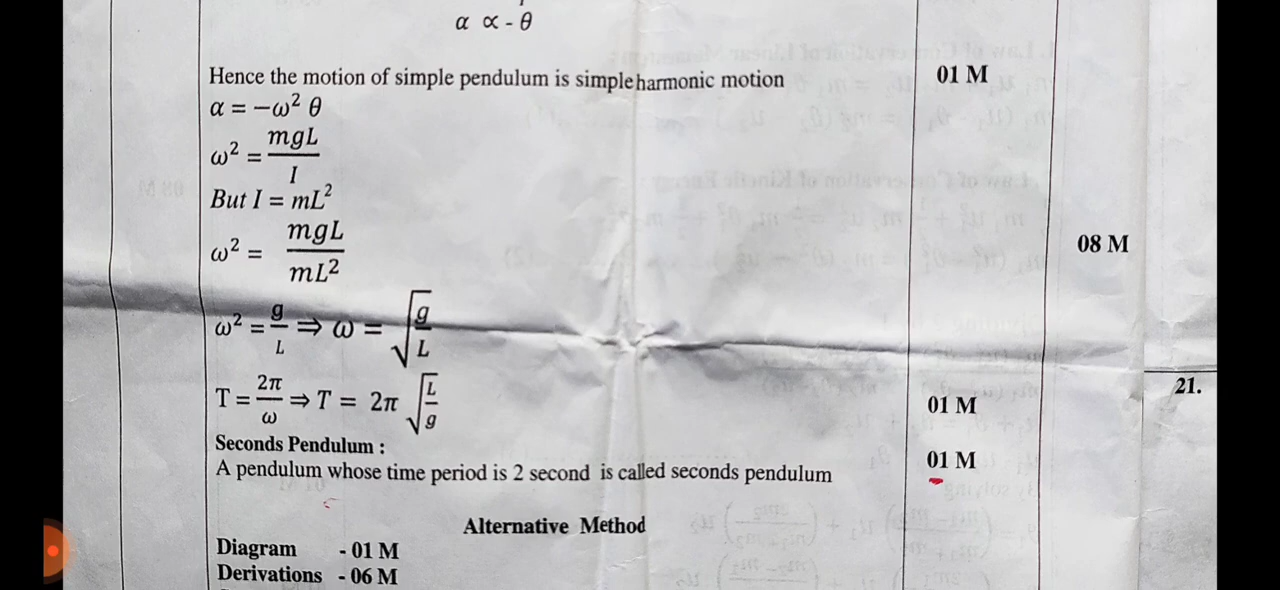 α ∝ - θ
Hence the motion of simple pendulum is simple harmonic motion
01 M
α = −ω² θ
ω² = mgL / I
But I = mL²
ω² = mgL / mL²
08 M
ω² = g / L ⇒ ω = √(g / L)
T = 2π / ω ⇒ T = 2π √(L / g)
01 M
21.
Seconds Pendulum :
A pendulum whose time period is 2 second is called seconds pendulum
01 M
Alternative Method
Diagram - 01 M
Derivations - 06 M